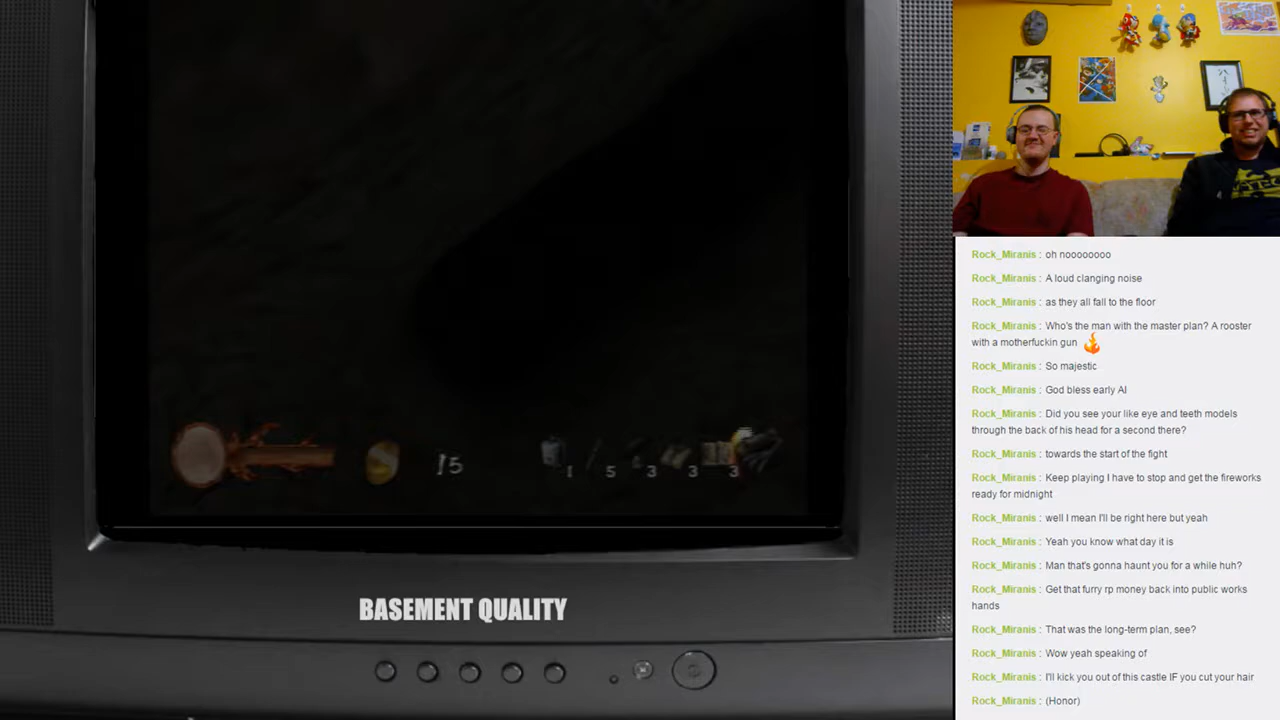 15
1 5 3 3 3
BASEMENT QUALITY
Rock_Miranis : oh noooooooo
Rock_Miranis : A loud clanging noise
Rock_Miranis : as they all fall to the floor
Rock_Miranis : Who's the man with the master plan? A rooster
with a motherfuckin gun
Rock_Miranis : So majestic
Rock_Miranis : God bless early AI
Rock_Miranis : Did you see your like eye and teeth models
through the back of his head for a second there?
Rock_Miranis : towards the start of the fight
Rock_Miranis : Keep playing I have to stop and get the fireworks
ready for midnight
Rock_Miranis : well I mean I'll be right here but yeah
Rock_Miranis : Yeah you know what day it is
Rock_Miranis : Man that's gonna haunt you for a while huh?
Rock_Miranis : Get that furry rp money back into public works
hands
Rock_Miranis : That was the long-term plan, see?
Rock_Miranis : Wow yeah speaking of
Rock_Miranis : I'll kick you out of this castle IF you cut your hair
Rock_Miranis : (Honor)